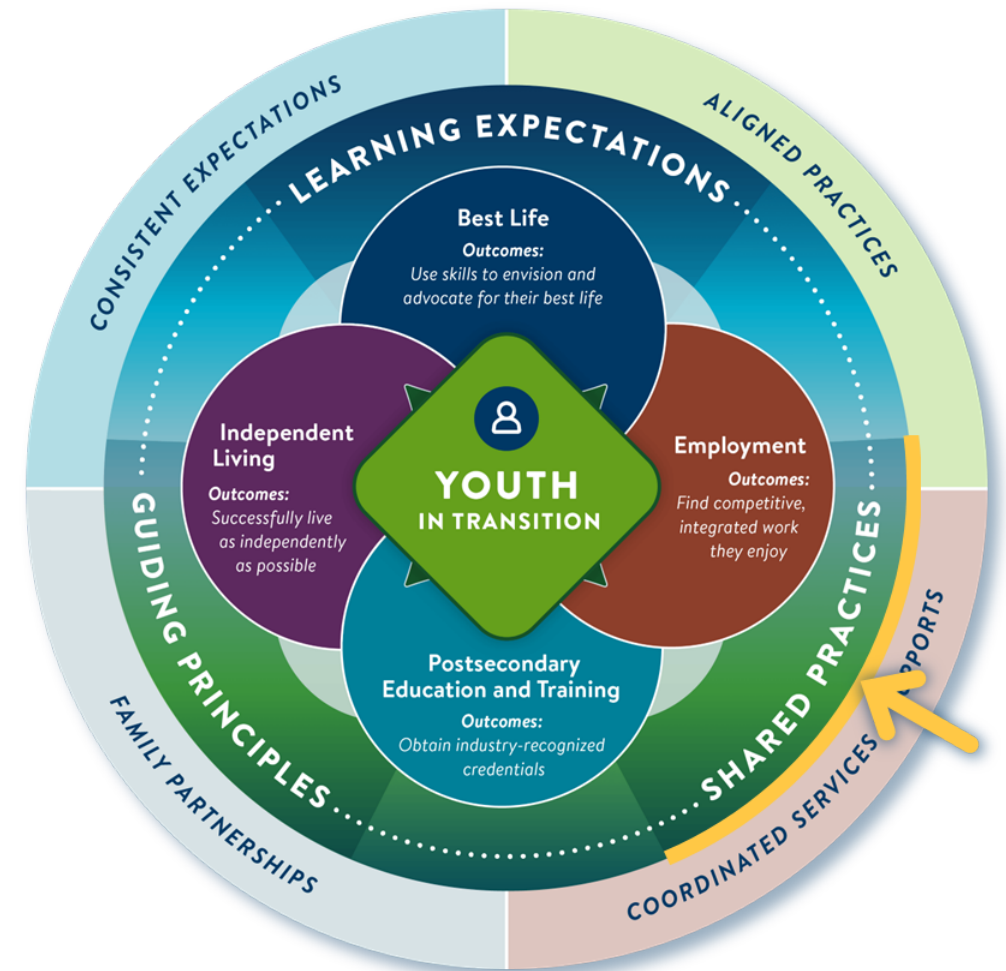 CONSISTENT EXPECTATIONS
ALIGNED PRACTICES
LEARNING EXPECTATIONS
Best Life
Outcomes:
Use skills to envision and
advocate for their best life
Independent
Living
Outcomes:
Successfully live
as independently
as possible
YOUTH
IN TRANSITION
Employment
Outcomes:
Find competitive,
integrated work
they enjoy
Postsecondary
Education and Training
Outcomes:
Obtain industry-recognized
credentials
GUIDING PRINCIPLES
SHARED PRACTICES
FAMILY PARTNERSHIPS
COORDINATED SERVICES